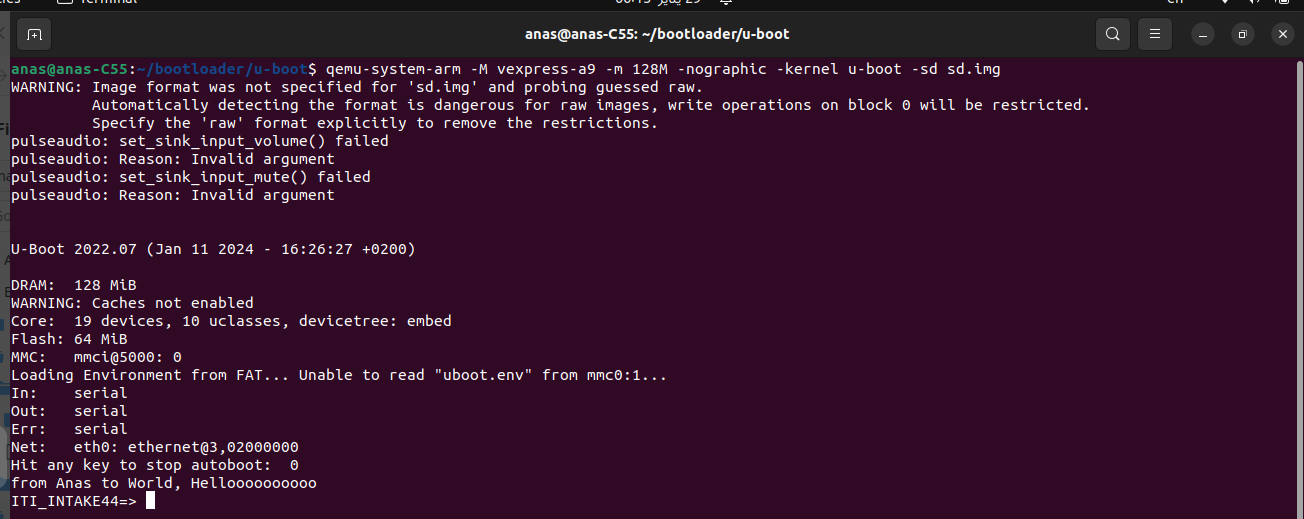 Terminal
en
anas@anas-C55: ~/bootloader/u-boot
anas@anas-C55:~/bootloader/u-boot$ qemu-system-arm -M vexpress-a9 -m 128M -nographic -kernel u-boot -sd sd.img
WARNING: Image format was not specified for 'sd.img' and probing guessed raw.
         Automatically detecting the format is dangerous for raw images, write operations on block 0 will be restricted.
         Specify the 'raw' format explicitly to remove the restrictions.
pulseaudio: set_sink_input_volume() failed
pulseaudio: Reason: Invalid argument
pulseaudio: set_sink_input_mute() failed
pulseaudio: Reason: Invalid argument
U-Boot 2022.07 (Jan 11 2024 - 16:26:27 +0200)
DRAM:  128 MiB
WARNING: Caches not enabled
Core:  19 devices, 10 uclasses, devicetree: embed
Flash: 64 MiB
MMC:   mmci@5000: 0
Loading Environment from FAT... Unable to read "uboot.env" from mmc0:1...
In:    serial
Out:   serial
Err:   serial
Net:   eth0: ethernet@3,02000000
Hit any key to stop autoboot:  0
from Anas to World, Helloooooooooo
ITI_INTAKE44=>